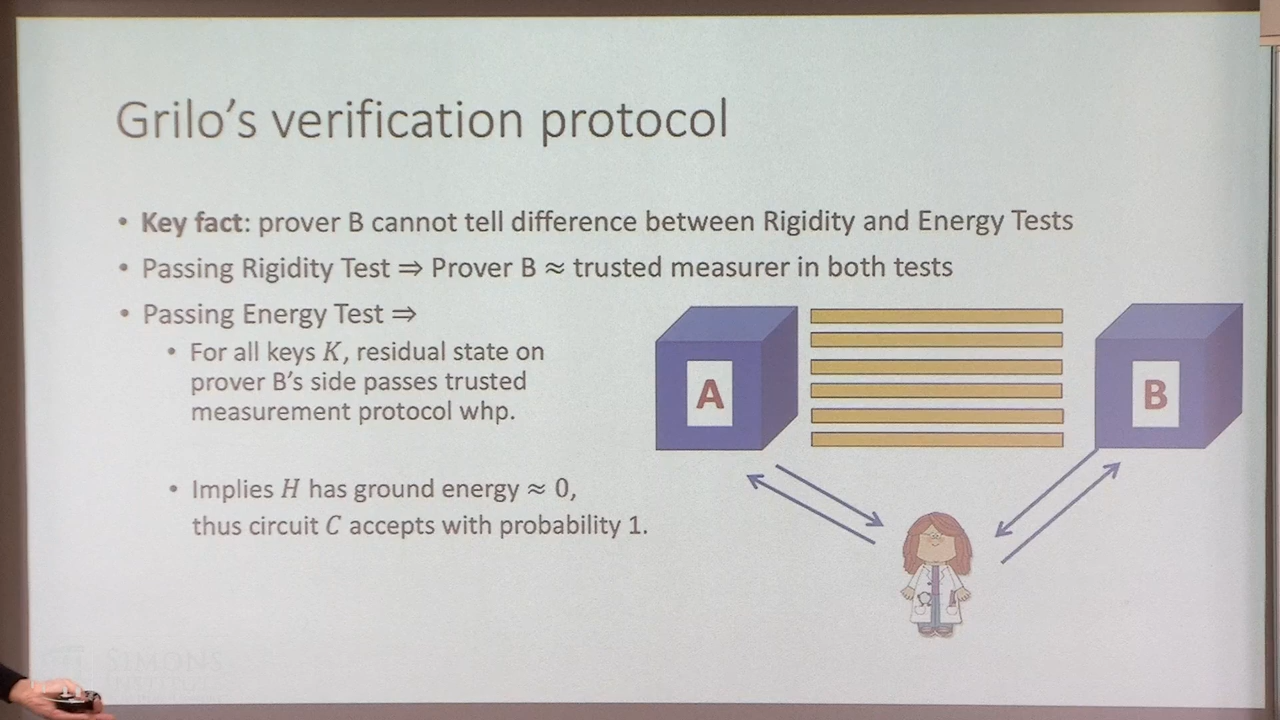 Grilo's verification protocol
• Key fact: prover B cannot tell difference between Rigidity and Energy Tests
• Passing Rigidity Test ⇒ Prover B ≈ trusted measurer in both tests
• Passing Energy Test ⇒
• For all keys K, residual state on
prover B's side passes trusted
measurement protocol whp.
• Implies H has ground energy ≈ 0,
thus circuit C accepts with probability 1.
A
B
SIMONS
INSTITUTE